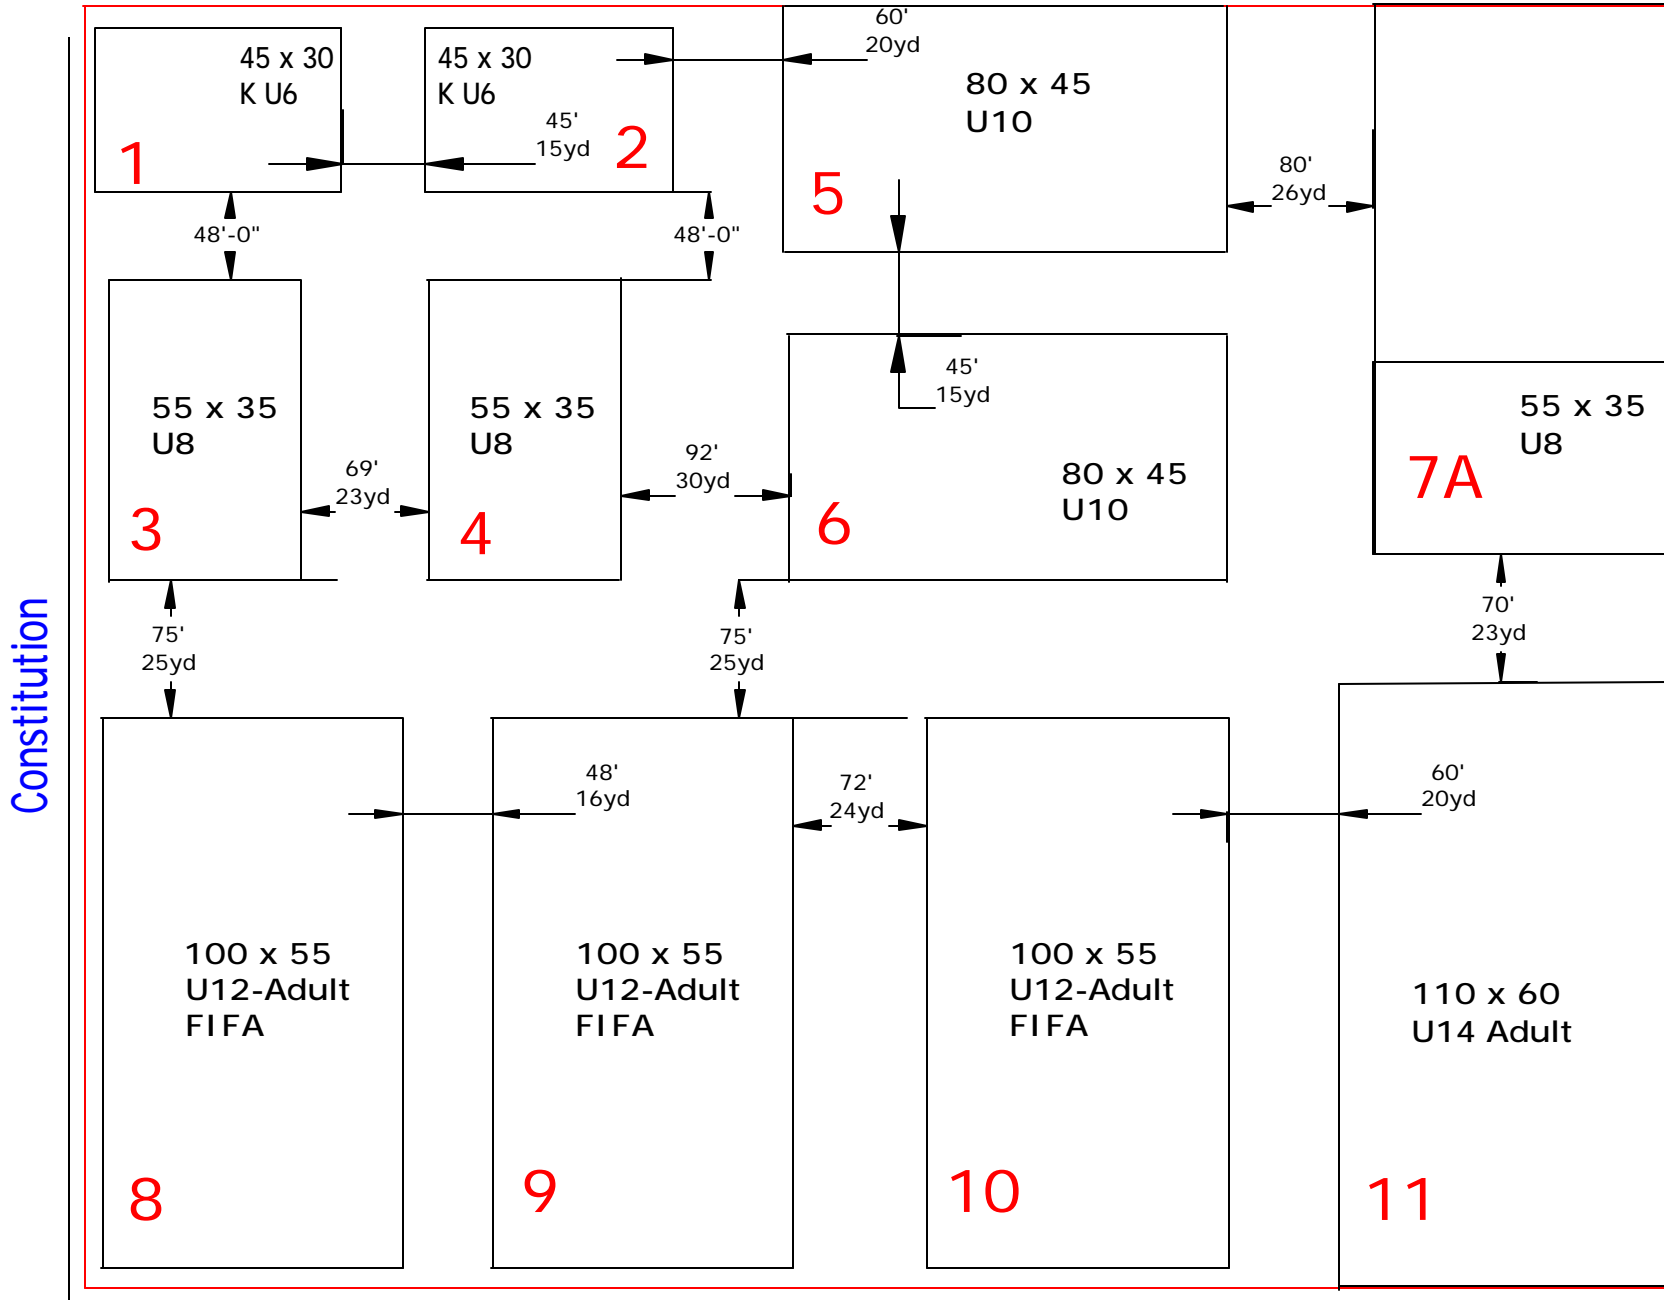 45 x 30
K U6
1
45 x 30
K U6
2
45'
15yd
60'
20yd
80 x 45
U10
5
80'
26yd
48'-0"
48'-0"
45'
15yd
55 x 35
U8
3
69'
23yd
55 x 35
U8
4
92'
30yd
80 x 45
U10
6
55 x 35
U8
7A
75'
25yd
75'
25yd
70'
23yd
Constitution
48'
16yd
72'
24yd
60'
20yd
100 x 55
U12-Adult
FIFA
8
100 x 55
U12-Adult
FIFA
9
100 x 55
U12-Adult
FIFA
10
110 x 60
U14 Adult
11